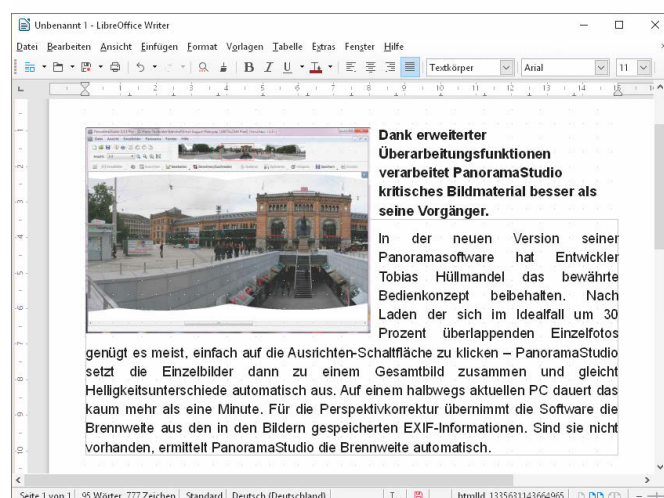 Unbenannt 1 - LibreOffice Writer
Datei Bearbeiten Ansicht Einfügen Format Vorlagen Tabelle Extras Fenster Hilfe
B I U Textkörper Arial 11
Dank erweiterter
Überarbeitungsfunktionen
verarbeitet PanoramaStudio
kritisches Bildmaterial besser als
seine Vorgänger.
In der neuen Version seiner
Panoramasoftware hat Entwickler
Tobias Hüllmandel das bewährte
Bedienkonzept beibehalten. Nach
Laden der sich im Idealfall um 30
Prozent überlappenden Einzelfotos
genügt es meist, einfach auf die Ausrichten-Schaltfläche zu klicken – PanoramaStudio
setzt die Einzelbilder dann zu einem Gesamtbild zusammen und gleicht
Helligkeitsunterschiede automatisch aus. Auf einem halbwegs aktuellen PC dauert das
kaum mehr als eine Minute. Für die Perspektivkorrektur übernimmt die Software die
Brennweite aus den in den Bildern gespeicherten EXIF-Informationen. Sind sie nicht
vorhanden, ermittelt PanoramaStudio die Brennweite automatisch.
Seite 1 von 1 95 Wörter, 777 Zeichen Standard Deutsch (Deutschland) htmlId_1335631143664965